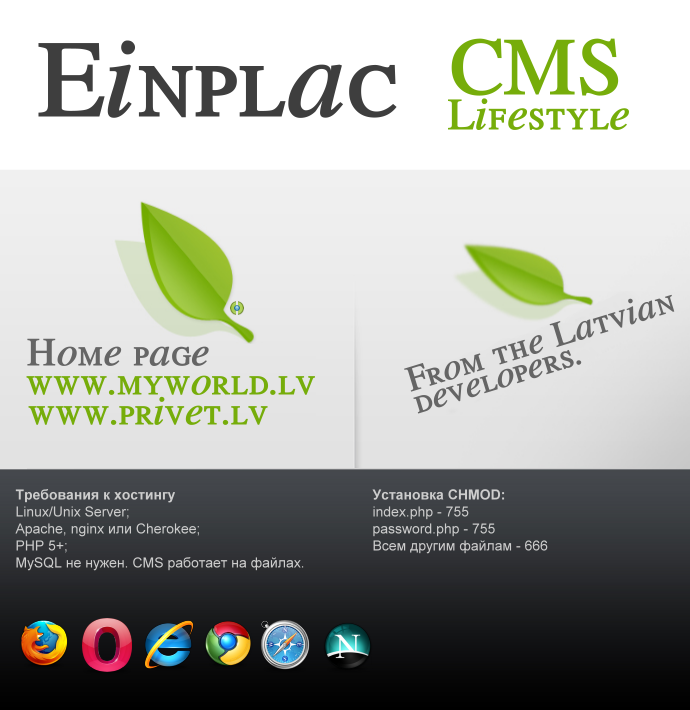 EiNPLaC
CMS
LiFeSTYLe
HoMe PaGe
WWW.MYWoRLD.LV
WWW.PRiVeT.LV
FRoM THe LaTViaN
DeVeLoPeRS.
Требования к хостингу
Linux/Unix Server;
Apache, nginx или Cherokee;
PHP 5+;
MySQL не нужен. CMS работает на файлах.
Установка CHMOD:
index.php - 755
password.php - 755
Всем другим файлам - 666
N